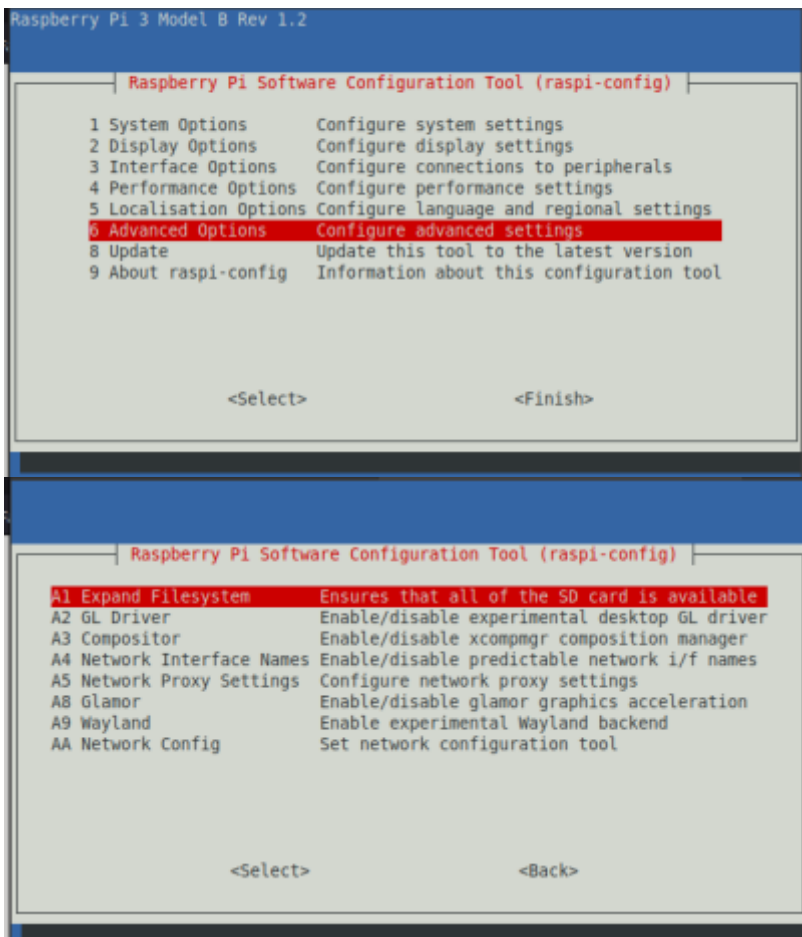 Raspberry Pi 3 Model B Rev 1.2
Raspberry Pi Software Configuration Tool (raspi-config)
1 System Options Configure system settings
2 Display Options Configure display settings
3 Interface Options Configure connections to peripherals
4 Performance Options Configure performance settings
5 Localisation Options Configure language and regional settings
6 Advanced Options Configure advanced settings
8 Update Update this tool to the latest version
9 About raspi-config Information about this configuration tool
<Select> <Finish>
Raspberry Pi Software Configuration Tool (raspi-config)
A1 Expand Filesystem Ensures that all of the SD card is available
A2 GL Driver Enable/disable experimental desktop GL driver
A3 Compositor Enable/disable xcompmgr composition manager
A4 Network Interface Names Enable/disable predictable network i/f names
A5 Network Proxy Settings Configure network proxy settings
A8 Glamor Enable/disable glamor graphics acceleration
A9 Wayland Enable experimental Wayland backend
AA Network Config Set network configuration tool
<Select> <Back>